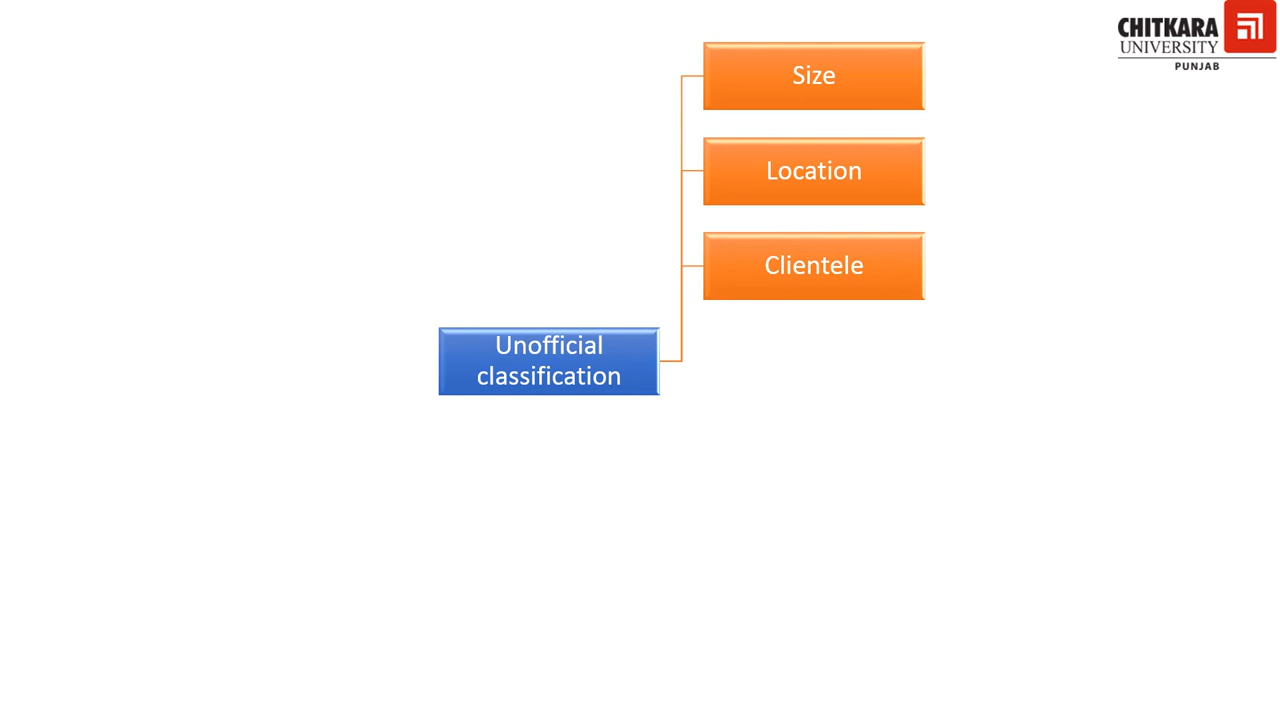 CHITKARA
UNIVERSITY
PUNJAB
Size
Location
Clientele
Unofficial
classification